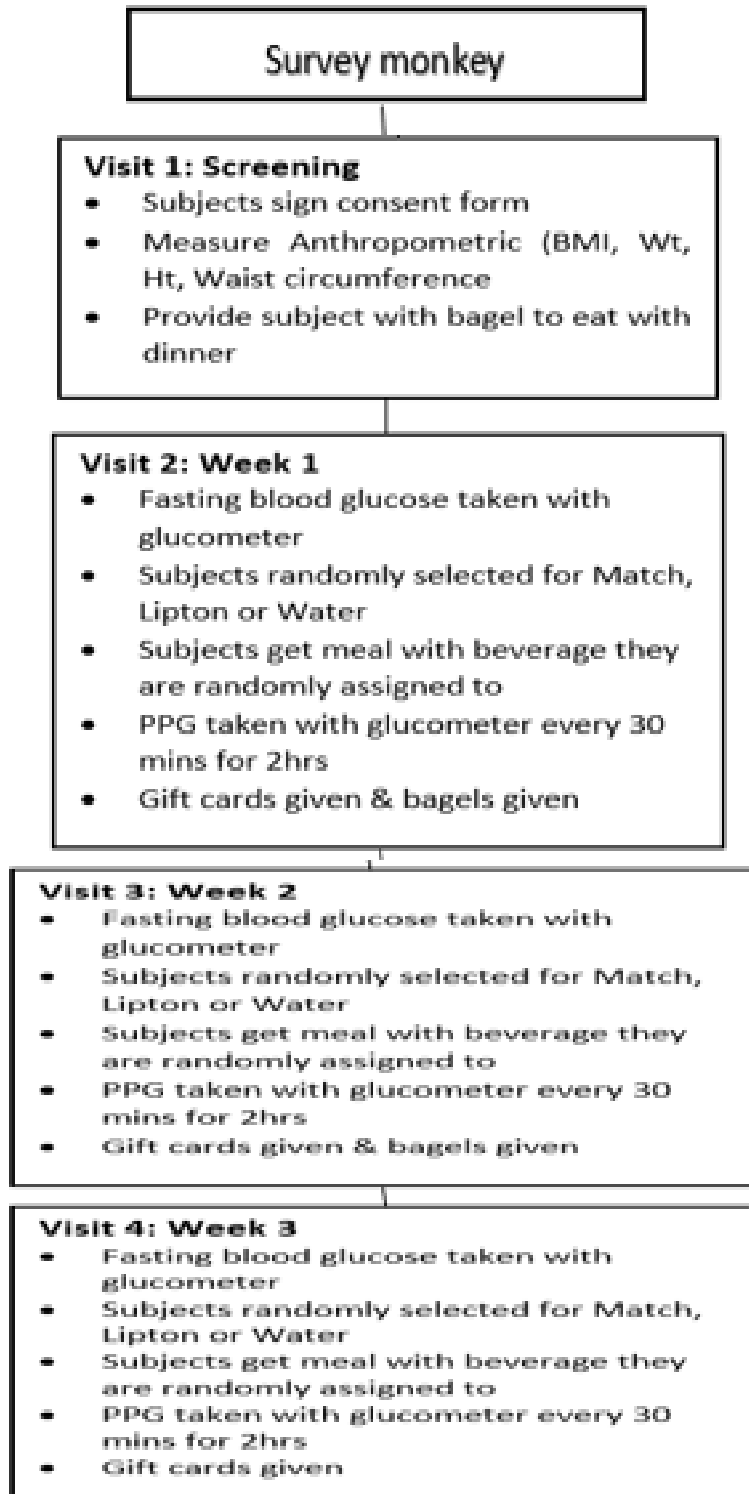 Survey monkey
Visit 1: Screening
• Subjects sign consent form
• Measure Anthropometric (BMI, Wt,
Ht, Waist circumference
• Provide subject with bagel to eat with
dinner
Visit 2: Week 1
• Fasting blood glucose taken with
glucometer
• Subjects randomly selected for Match,
Lipton or Water
• Subjects get meal with beverage they
are randomly assigned to
• PPG taken with glucometer every 30
mins for 2hrs
• Gift cards given & bagels given
Visit 3: Week 2
• Fasting blood glucose taken with
glucometer
• Subjects randomly selected for Match,
Lipton or Water
• Subjects get meal with beverage they
are randomly assigned to
• PPG taken with glucometer every 30
mins for 2hrs
• Gift cards given & bagels given
Visit 4: Week 3
• Fasting blood glucose taken with
glucometer
• Subjects randomly selected for Match,
Lipton or Water
• Subjects get meal with beverage they
are randomly assigned to
• PPG taken with glucometer every 30
mins for 2hrs
• Gift cards given